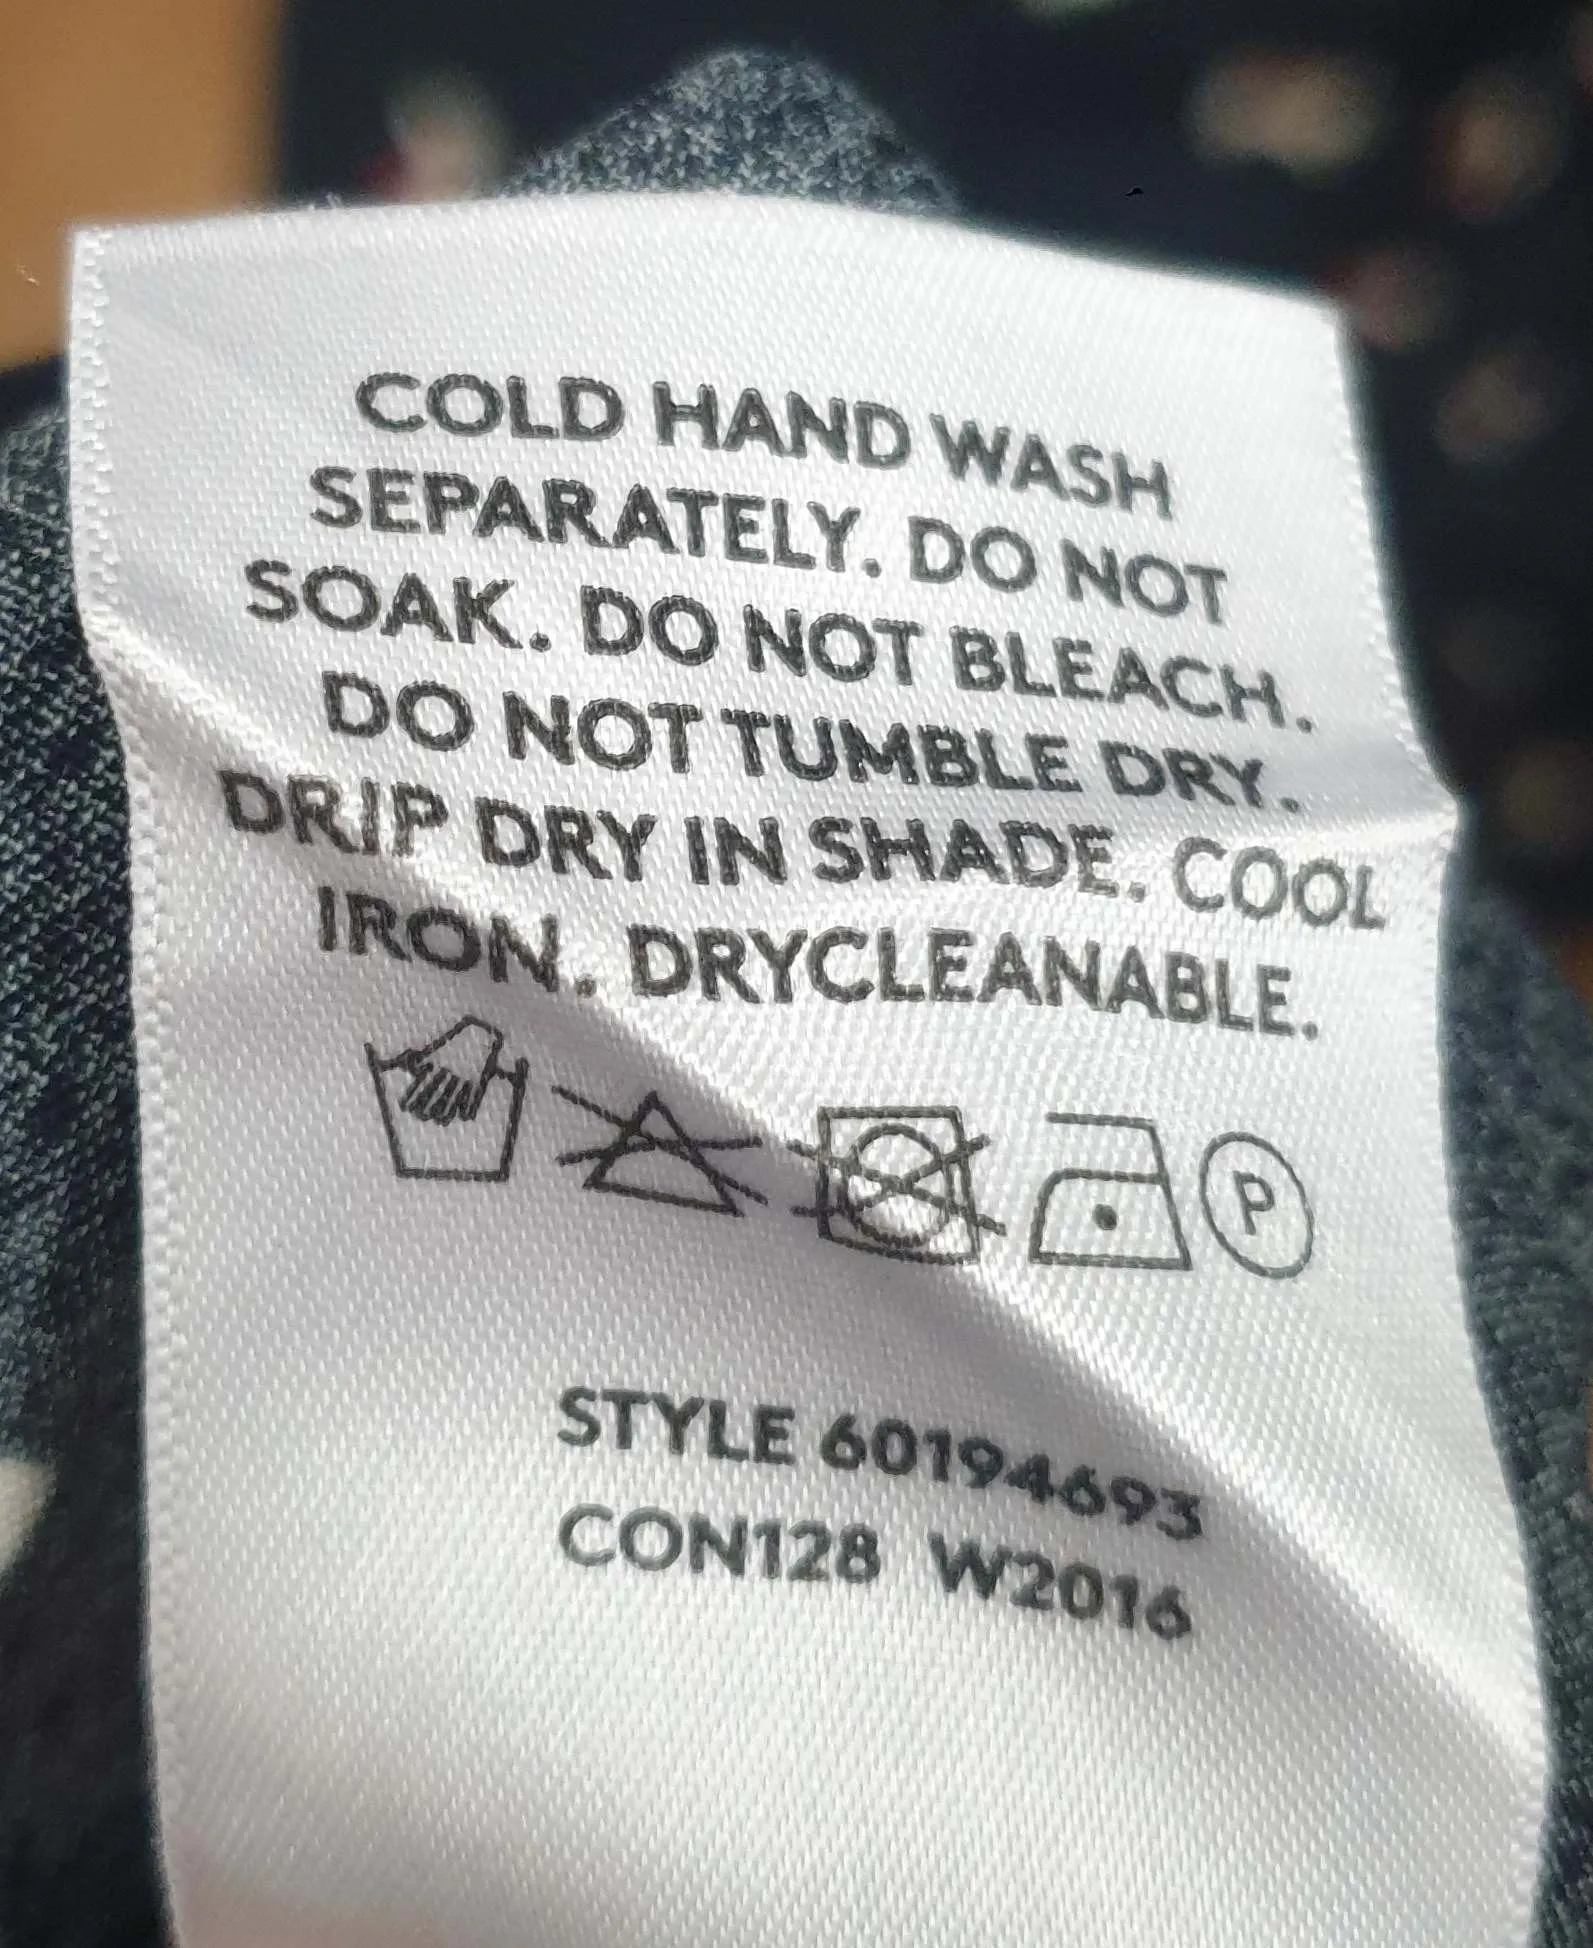 COLD HAND WASH
SEPARATELY. DO NOT
SOAK. DO NOT BLEACH.
DO NOT TUMBLE DRY.
DRIP DRY IN SHADE. COOL
IRON. DRYCLEANABLE.
P
STYLE 60194693
CON128 W2016